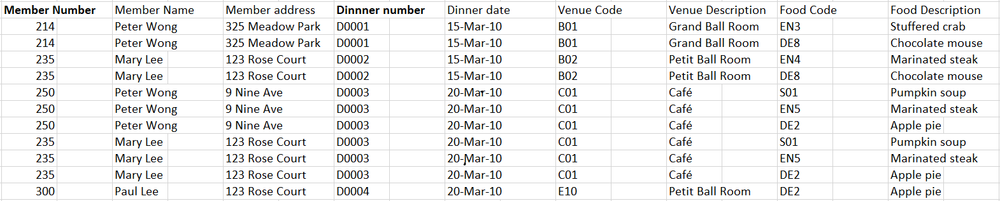 Member Number Member Name Member address Dinnner number Dinner date Venue Code Venue Description Food Code Food Description
214 Peter Wong 325 Meadow Park D0001 15-Mar-10 B01 Grand Ball Room EN3 Stuffered crab
214 Peter Wong 325 Meadow Park D0001 15-Mar-10 B01 Grand Ball Room DE8 Chocolate mouse
235 Mary Lee 123 Rose Court D0002 15-Mar-10 B02 Petit Ball Room EN4 Marinated steak
235 Mary Lee 123 Rose Court D0002 15-Mar-10 B02 Petit Ball Room DE8 Chocolate mouse
250 Peter Wong 9 Nine Ave D0003 20-Mar-10 C01 Café S01 Pumpkin soup
250 Peter Wong 9 Nine Ave D0003 20-Mar-10 C01 Café EN5 Marinated steak
250 Peter Wong 9 Nine Ave D0003 20-Mar-10 C01 Café DE2 Apple pie
235 Mary Lee 123 Rose Court D0003 20-Mar-10 C01 Café S01 Pumpkin soup
235 Mary Lee 123 Rose Court D0003 20-Mar-10 C01 Café EN5 Marinated steak
235 Mary Lee 123 Rose Court D0003 20-Mar-10 C01 Café DE2 Apple pie
300 Paul Lee 123 Rose Court D0004 20-Mar-10 E10 Petit Ball Room DE2 Apple pie